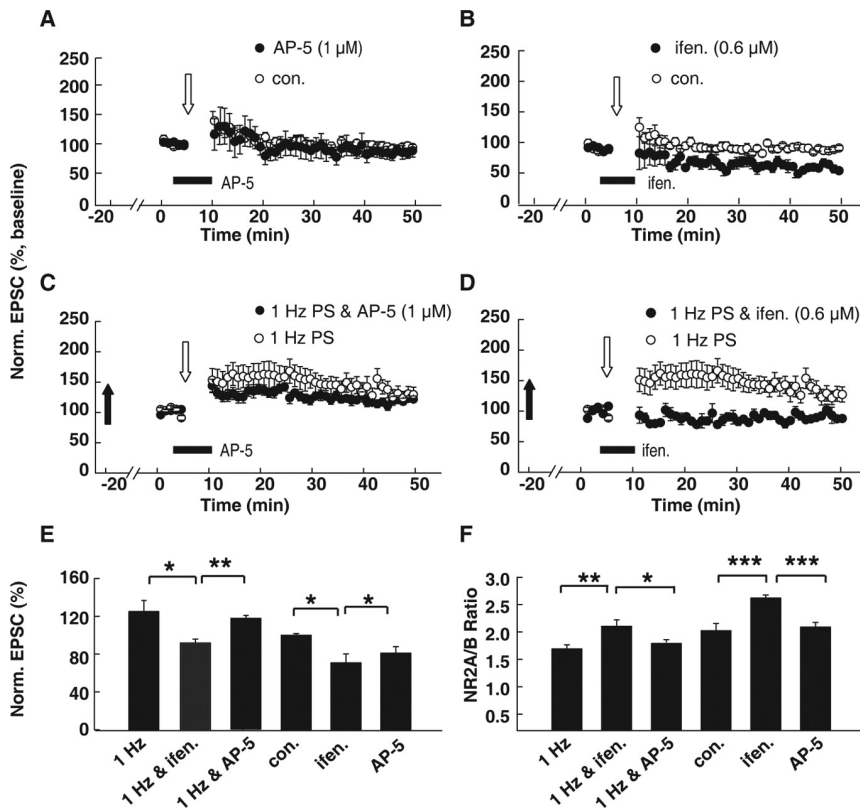 A
B
AP-5 (1 µM)
con.
ifen. (0.6 µM)
con.
250
200
150
100
50
0
AP-5
-20 0 10 20 30 40 50
Time (min)
250
200
150
100
50
0
ifen.
-20 0 10 20 30 40 50
Time (min)
Norm. EPSC (%, baseline)
C
D
1 Hz PS & AP-5 (1 µM)
1 Hz PS
1 Hz PS & ifen. (0.6 µM)
1 Hz PS
250
200
150
100
50
0
AP-5
-20 0 10 20 30 40 50
Time (min)
250
200
150
100
50
0
ifen.
-20 0 10 20 30 40 50
Time (min)
E
Norm. EPSC (%)
160
120
80
40
0
* ** * *
1 Hz
1 Hz & ifen.
1 Hz & AP-5
con.
ifen.
AP-5
F
NR2A/B Ratio
3.0
2.5
2.0
1.5
1.0
0.5
** * *** ***
1 Hz
1 Hz & ifen.
1 Hz & AP-5
con.
ifen.
AP-5